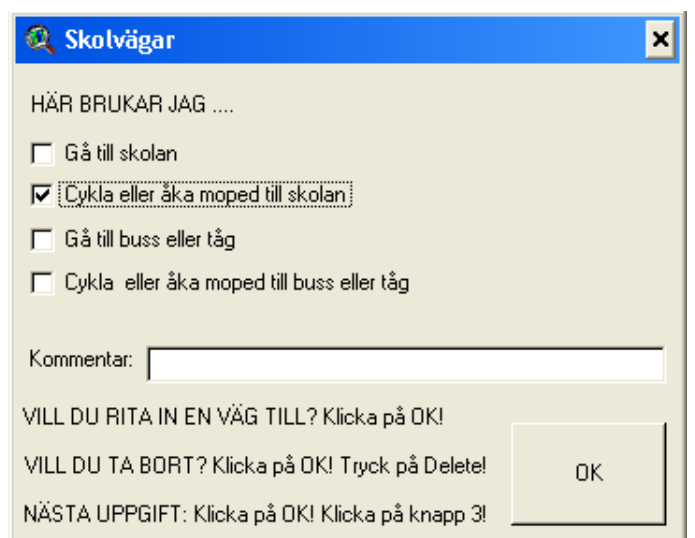 Skolvägar
HÄR BRUKAR JAG ....
Gå till skolan
Cykla eller åka moped till skolan
Gå till buss eller tåg
Cykla  eller åka moped till buss eller tåg
Kommentar:
VILL DU RITA IN EN VÄG TILL? Klicka på OK!
VILL DU TA BORT? Klicka på OK! Tryck på Delete!
OK
NÄSTA UPPGIFT: Klicka på OK! Klicka på knapp 3!